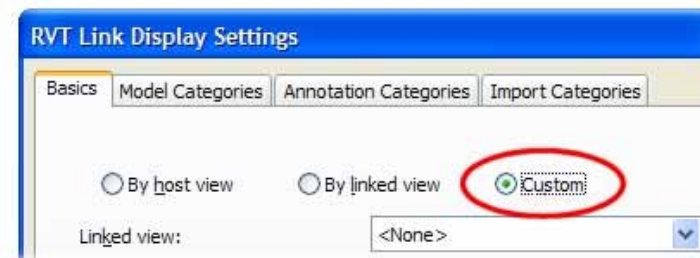 RVT Link Display Settings
Basics Model Categories Annotation Categories Import Categories
By host view By linked view Custom
Linked view: <None>